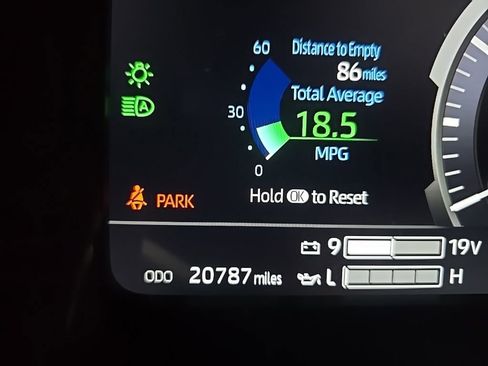 60
Distance to Empty
86 miles
Total Average
30
18.5
MPG
0
Hold OK to Reset
A
PARK
9 19V
ODO 20787 miles
L H